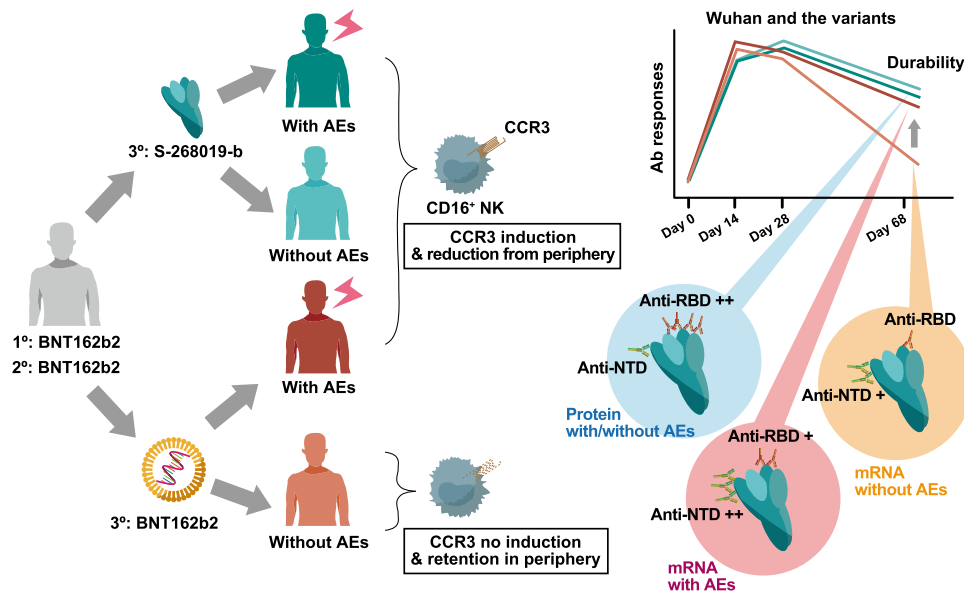 3º: S-268019-b
With AEs
Without AEs
1º: BNT162b2
2º: BNT162b2
With AEs
3º: BNT162b2
Without AEs
CCR3
CD16⁺ NK
CCR3 induction
& reduction from periphery
CCR3 no induction
& retention in periphery
Wuhan and the variants
Durability
Ab responses
Day 0
Day 14
Day 28
Day 68
Anti-RBD ++
Anti-NTD
Protein
with/without AEs
Anti-RBD +
Anti-NTD ++
mRNA
with AEs
Anti-RBD
Anti-NTD +
mRNA
without AEs